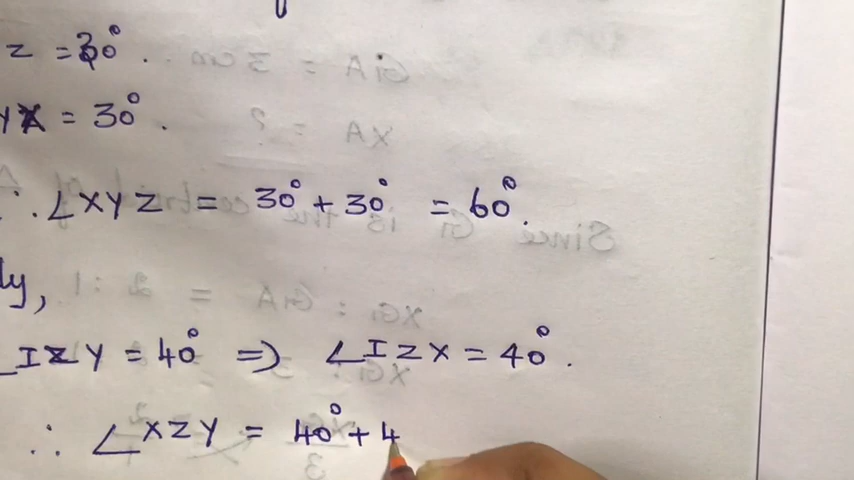 z = 30° .
YX = 30° .
∴ ∠XYZ = 30° + 30° = 60° .
ly,
∠IZY = 40° ⇒ ∠IZX = 40° .
∴ ∠XZY = 40° + 4